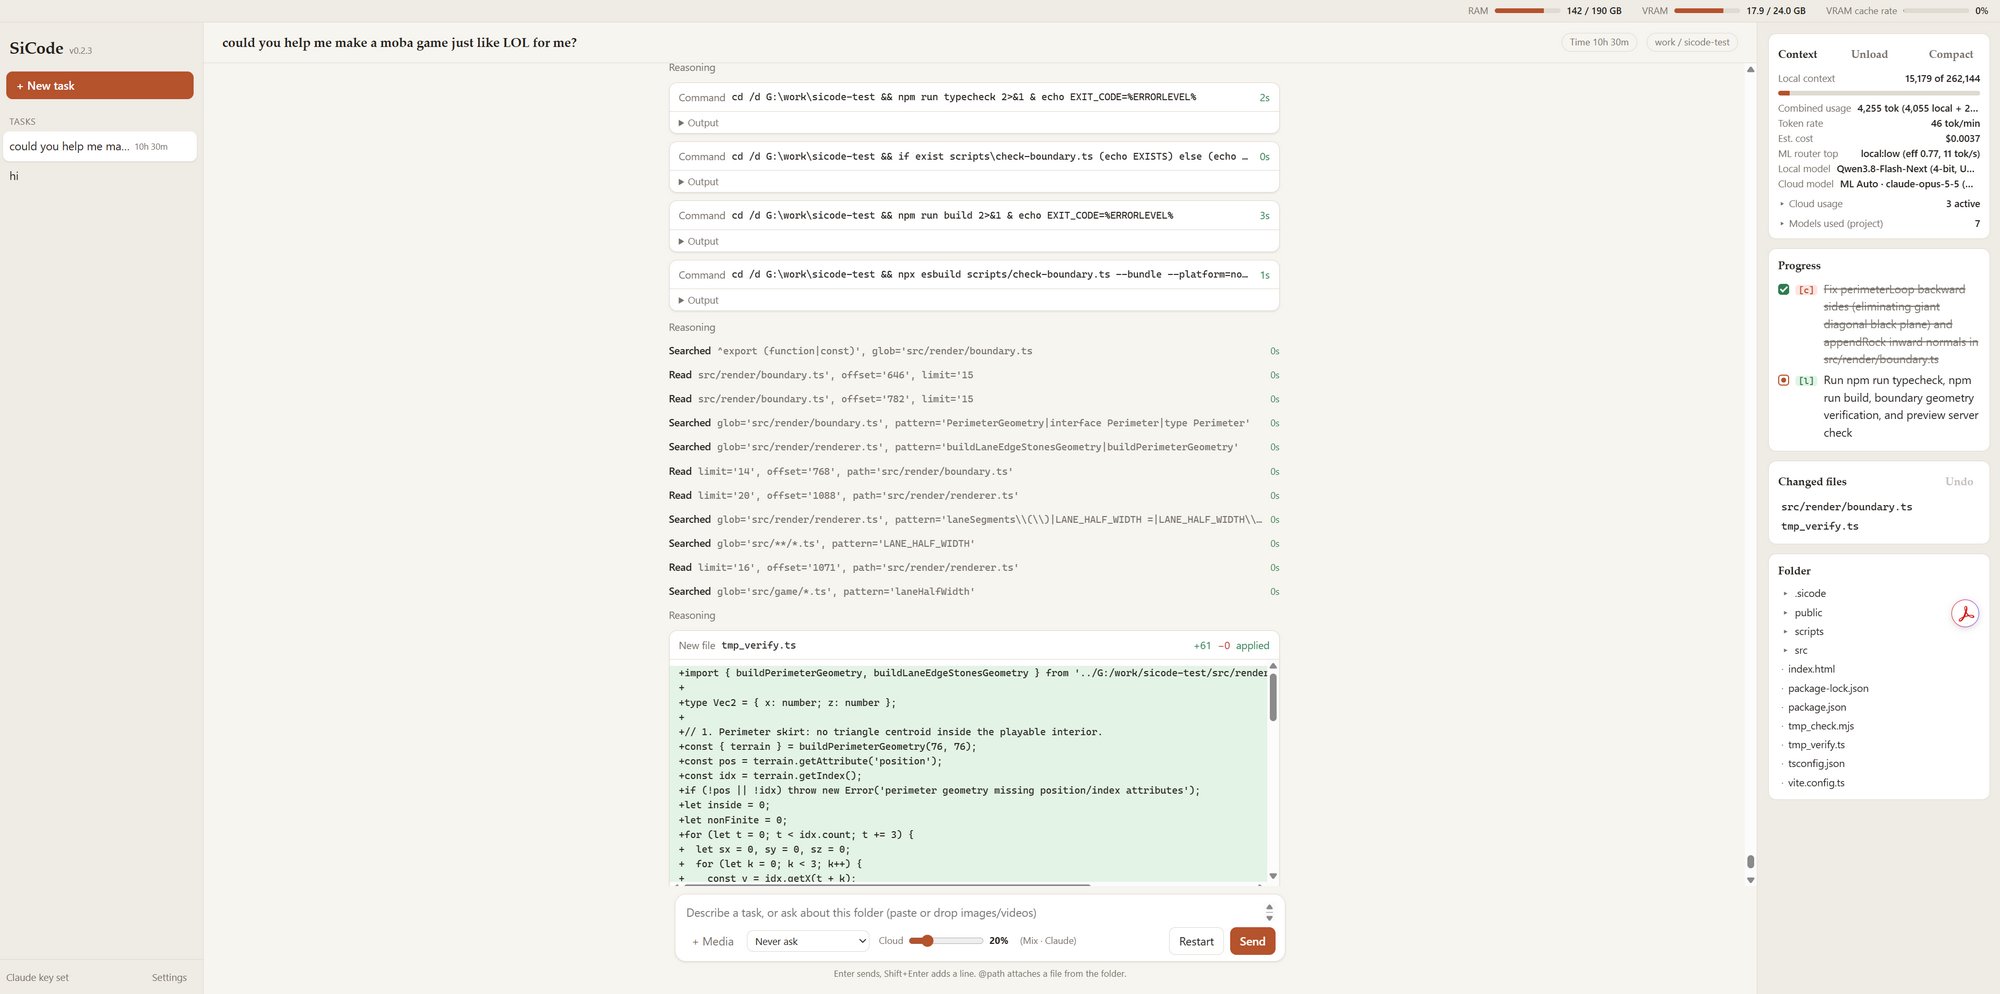 RAM 142 / 190 GB VRAM 17.9 / 24.0 GB VRAM cache rate 0%
SiCode v0.2.3
+ New task
TASKS
could you help me ma... 10h 30m
hi
Claude key set Settings
could you help me make a moba game just like LOL for me?
Time 10h 30m work / sicode-test
Reasoning
Command cd /d G:\work\sicode-test && npm run typecheck 2>&1 & echo EXIT_CODE=%ERRORLEVEL% 2s
▶ Output
Command cd /d G:\work\sicode-test && if exist scripts\check-boundary.ts (echo EXISTS) else (echo … 0s
▶ Output
Command cd /d G:\work\sicode-test && npm run build 2>&1 & echo EXIT_CODE=%ERRORLEVEL% 3s
▶ Output
Command cd /d G:\work\sicode-test && npx esbuild scripts/check-boundary.ts --bundle --platform=no… 1s
▶ Output
Reasoning
Searched ^export (function|const)', glob='src/render/boundary.ts 0s
Read src/render/boundary.ts', offset='646', limit='15 0s
Read src/render/boundary.ts', offset='782', limit='15 0s
Searched glob='src/render/boundary.ts', pattern='PerimeterGeometry|interface Perimeter|type Perimeter' 0s
Searched glob='src/render/renderer.ts', pattern='buildLaneEdgeStonesGeometry|buildPerimeterGeometry' 0s
Read limit='14', offset='768', path='src/render/boundary.ts' 0s
Read limit='20', offset='1088', path='src/render/renderer.ts' 0s
Searched glob='src/render/renderer.ts', pattern='laneSegments\\(\\)|LANE_HALF_WIDTH =|LANE_HALF_WIDTH\\… 0s
Searched glob='src/**/*.ts', pattern='LANE_HALF_WIDTH' 0s
Read limit='16', offset='1071', path='src/render/renderer.ts' 0s
Searched glob='src/game/*.ts', pattern='laneHalfWidth' 0s
Reasoning
New file tmp_verify.ts +61 −0 applied
+import { buildPerimeterGeometry, buildLaneEdgeStonesGeometry } from '../G:/work/sicode-test/src/render
+
+type Vec2 = { x: number; z: number };
+
+// 1. Perimeter skirt: no triangle centroid inside the playable interior.
+const { terrain } = buildPerimeterGeometry(76, 76);
+const pos = terrain.getAttribute('position');
+const idx = terrain.getIndex();
+if (!pos || !idx) throw new Error('perimeter geometry missing position/index attributes');
+let inside = 0;
+let nonFinite = 0;
+for (let t = 0; t < idx.count; t += 3) {
+  let sx = 0, sy = 0, sz = 0;
+  for (let k = 0; k < 3; k++) {
+    const v = idx.getX(t + k);
Describe a task, or ask about this folder (paste or drop images/videos)
+ Media Never ask Cloud 20% (Mix · Claude) Restart Send
Enter sends, Shift+Enter adds a line. @path attaches a file from the folder.
Context Unload Compact
Local context 15,179 of 262,144
Combined usage 4,255 tok (4,055 local + 2...
Token rate 46 tok/min
Est. cost $0.0037
ML router top local:low (eff 0.77, 11 tok/s)
Local model Qwen3.8-Flash-Next (4-bit, U...
Cloud model ML Auto · claude-opus-5-5 (...
▸ Cloud usage 3 active
▸ Models used (project) 7
Progress
[c] Fix perimeterLoop backward
sides (eliminating giant
diagonal black plane) and
appendRock inward normals in
src/render/boundary.ts
[l] Run npm run typecheck, npm
run build, boundary geometry
verification, and preview server
check
Changed files Undo
src/render/boundary.ts
tmp_verify.ts
Folder
▸ .sicode
▸ public
▸ scripts
▸ src
· index.html
· package-lock.json
· package.json
· tmp_check.mjs
· tmp_verify.ts
· tsconfig.json
· vite.config.ts